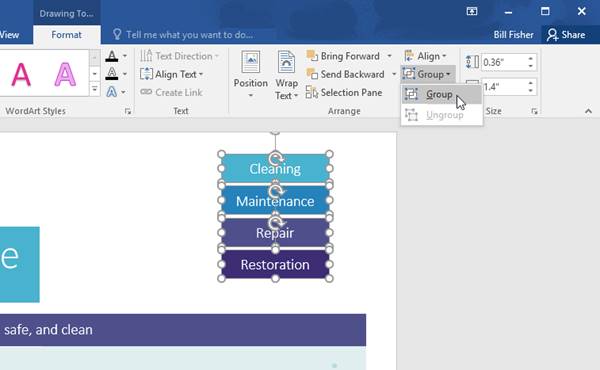 Drawing To...
View
Format
Tell me what you want to do...
Bill Fisher
Share
A A
WordArt Styles
A
A
A
Text Direction
Align Text
Create Link
Text
Position
Wrap
Text
Bring Forward
Send Backward
Selection Pane
Arrange
Align
Group
Group
Ungroup
0.36"
1.4"
Size
Cleaning
Maintenance
Repair
Restoration
e
safe, and clean